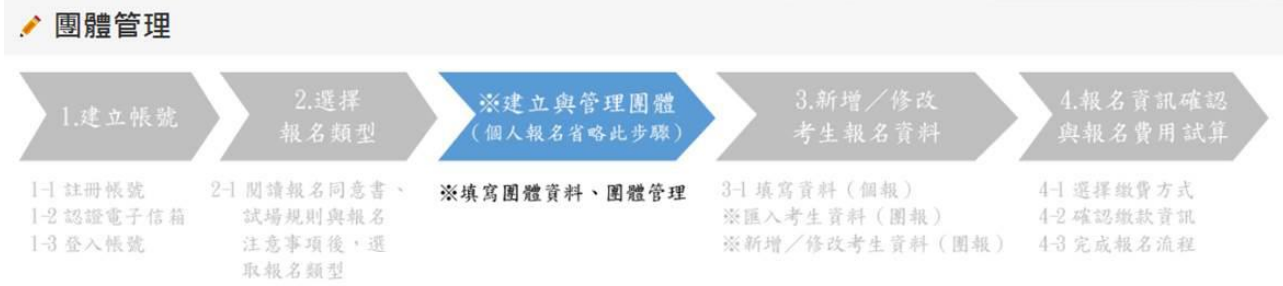 團體管理
1.建立帳號
2.選擇
報名類型
※建立與管理團體
(個人報名省略此步驟)
3.新增／修改
考生報名資料
4.報名資訊確認
與報名費用試算
1-1 註冊帳號
1-2 認證電子信箱
1-3 登入帳號
2-1 閱讀報名同意書、
試場規則與報名
注意事項後，選
取報名類型
※填寫團體資料、團體管理
3-1 填寫資料（個報）
※匯入考生資料（團報）
※新增／修改考生資料（團報）
4-1 選擇繳費方式
4-2 確認繳款資訊
4-3 完成報名流程